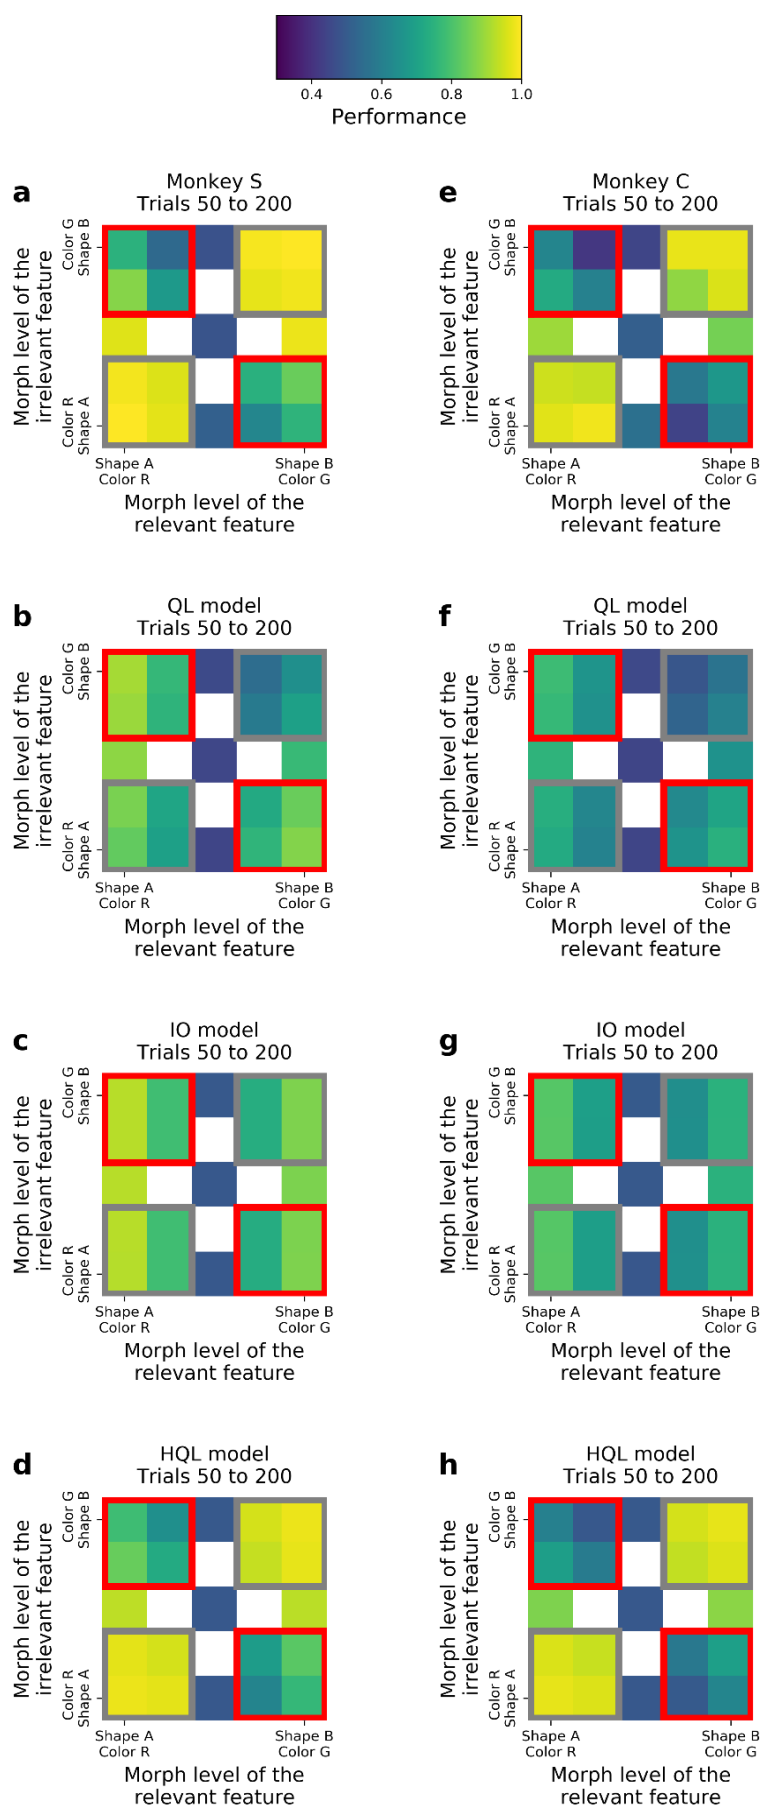 0.4 0.6 0.8 1.0
Performance
a
Monkey S
Trials 50 to 200
Morph level of the
irrelevant feature
Color G
Shape B
Color R
Shape A
Shape A
Color R
Shape B
Color G
Morph level of the
relevant feature
e
Monkey C
Trials 50 to 200
Morph level of the
irrelevant feature
Color G
Shape B
Color R
Shape A
Shape A
Color R
Shape B
Color G
Morph level of the
relevant feature
b
QL model
Trials 50 to 200
Morph level of the
irrelevant feature
Color G
Shape B
Color R
Shape A
Shape A
Color R
Shape B
Color G
Morph level of the
relevant feature
f
QL model
Trials 50 to 200
Morph level of the
irrelevant feature
Color G
Shape B
Color R
Shape A
Shape A
Color R
Shape B
Color G
Morph level of the
relevant feature
c
IO model
Trials 50 to 200
Morph level of the
irrelevant feature
Color G
Shape B
Color R
Shape A
Shape A
Color R
Shape B
Color G
Morph level of the
relevant feature
g
IO model
Trials 50 to 200
Morph level of the
irrelevant feature
Color G
Shape B
Color R
Shape A
Shape A
Color R
Shape B
Color G
Morph level of the
relevant feature
d
HQL model
Trials 50 to 200
Morph level of the
irrelevant feature
Color G
Shape B
Color R
Shape A
Shape A
Color R
Shape B
Color G
Morph level of the
relevant feature
h
HQL model
Trials 50 to 200
Morph level of the
irrelevant feature
Color G
Shape B
Color R
Shape A
Shape A
Color R
Shape B
Color G
Morph level of the
relevant feature